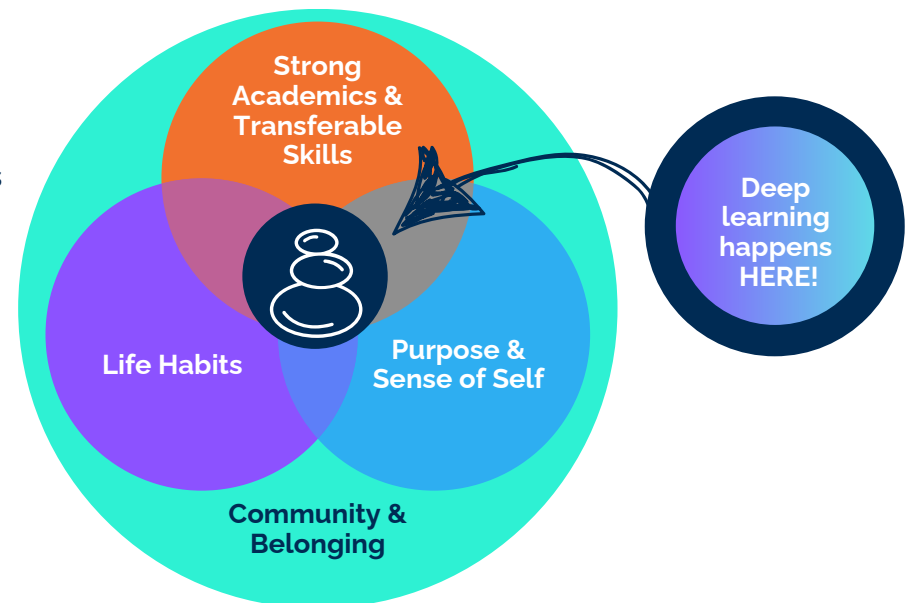 Strong
Academics &
Transferable
Skills
Deep
learning
happens
HERE!
Life Habits
Purpose &
Sense of Self
Community &
Belonging